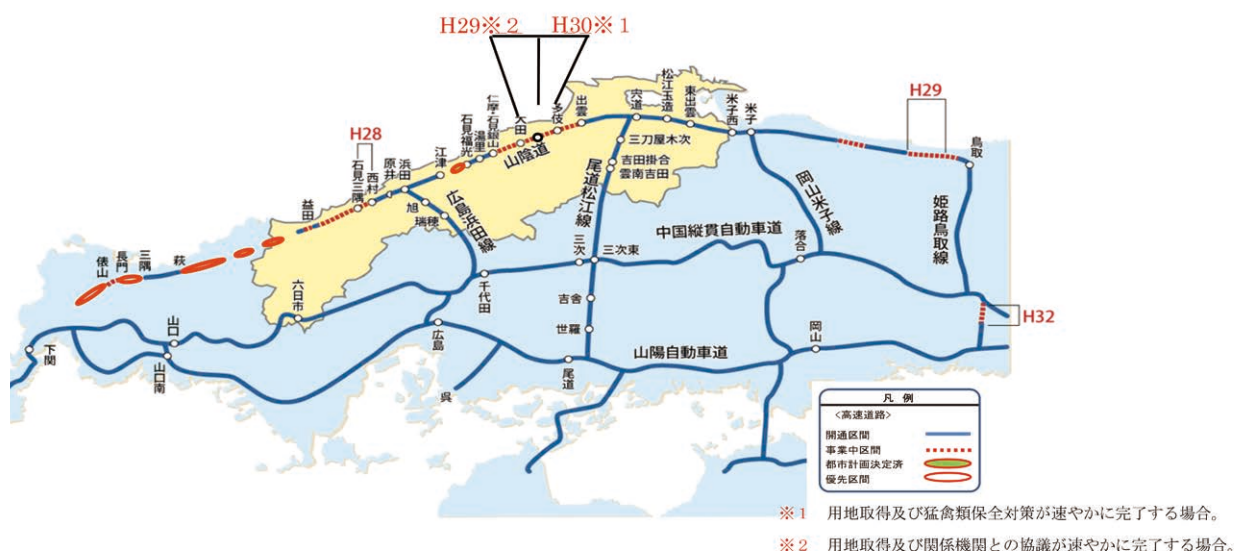 H29※2 H30※1
H28
H29
H32
俵山
長門
三隅
萩
益田
石見三隅
西村
原井
浜田
江津
石見福光
湯里
仁摩・石見銀山
大田
多伎
出雲
宍道
松江玉造
東出雲
米子西
米子
鳥取
山陰道
三刀屋木次
吉田掛合
雲南吉田
尾道松江線
岡山米子線
姫路鳥取線
広島浜田線
旭
瑞穂
中国縦貫自動車道
三次
三次東
落合
千代田
六日市
吉舎
世羅
山口
山口南
下関
広島
呉
尾道
山陽自動車道
岡山
凡例
<高速道路>
開通区間
事業中区間
都市計画決定済
優先区間
※1 用地取得及び猛禽類保全対策が速やかに完了する場合。
※2 用地取得及び関係機関との協議が速やかに完了する場合。